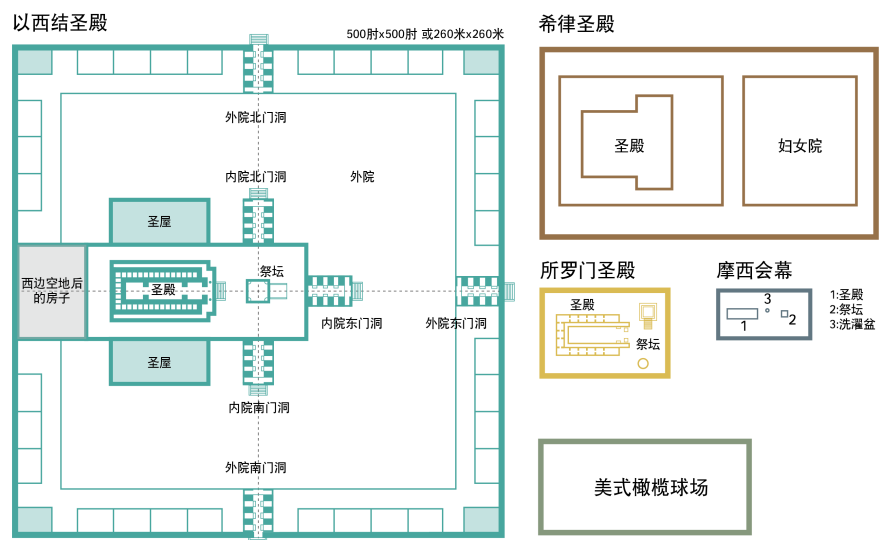 以西结圣殿
500肘x500肘 或260米x260米
外院北门洞
内院北门洞
外院
圣屋
西边空地后
的房子
圣殿
祭坛
内院东门洞
外院东门洞
圣屋
内院南门洞
外院南门洞
希律圣殿
圣殿
妇女院
所罗门圣殿
圣殿
祭坛
摩西会幕
3
1
2
1:圣殿
2:祭坛
3:洗濯盆
美式橄榄球场